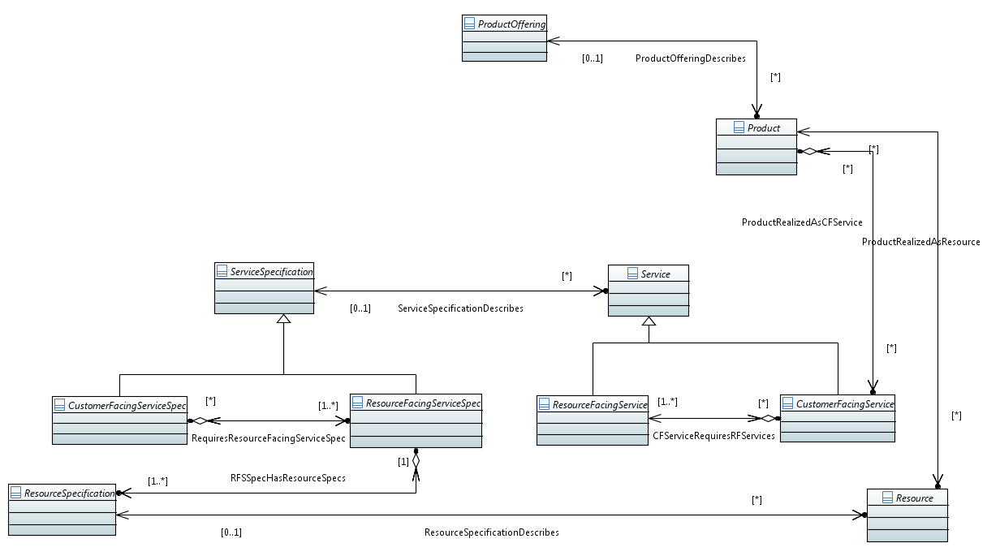 ProductOffering
[0..1]
ProductOfferingDescribes
[*]
Product
[*]
[*]
ProductRealizedAsCFService
ProductRealizedAsResource
ServiceSpecification
[*]
Service
[0..1]
ServiceSpecificationDescribes
[*]
CustomerFacingServiceSpec
[*]
[1..*]
ResourceFacingServiceSpec
ResourceFacingService
[1..*]
[*]
CustomerFacingService
[*]
RequiresResourceFacingServiceSpec
CFServiceRequiresRFServices
[1]
RFSSpecHasResourceSpecs
[1..*]
ResourceSpecification
[*]
Resource
[0..1]
ResourceSpecificationDescribes